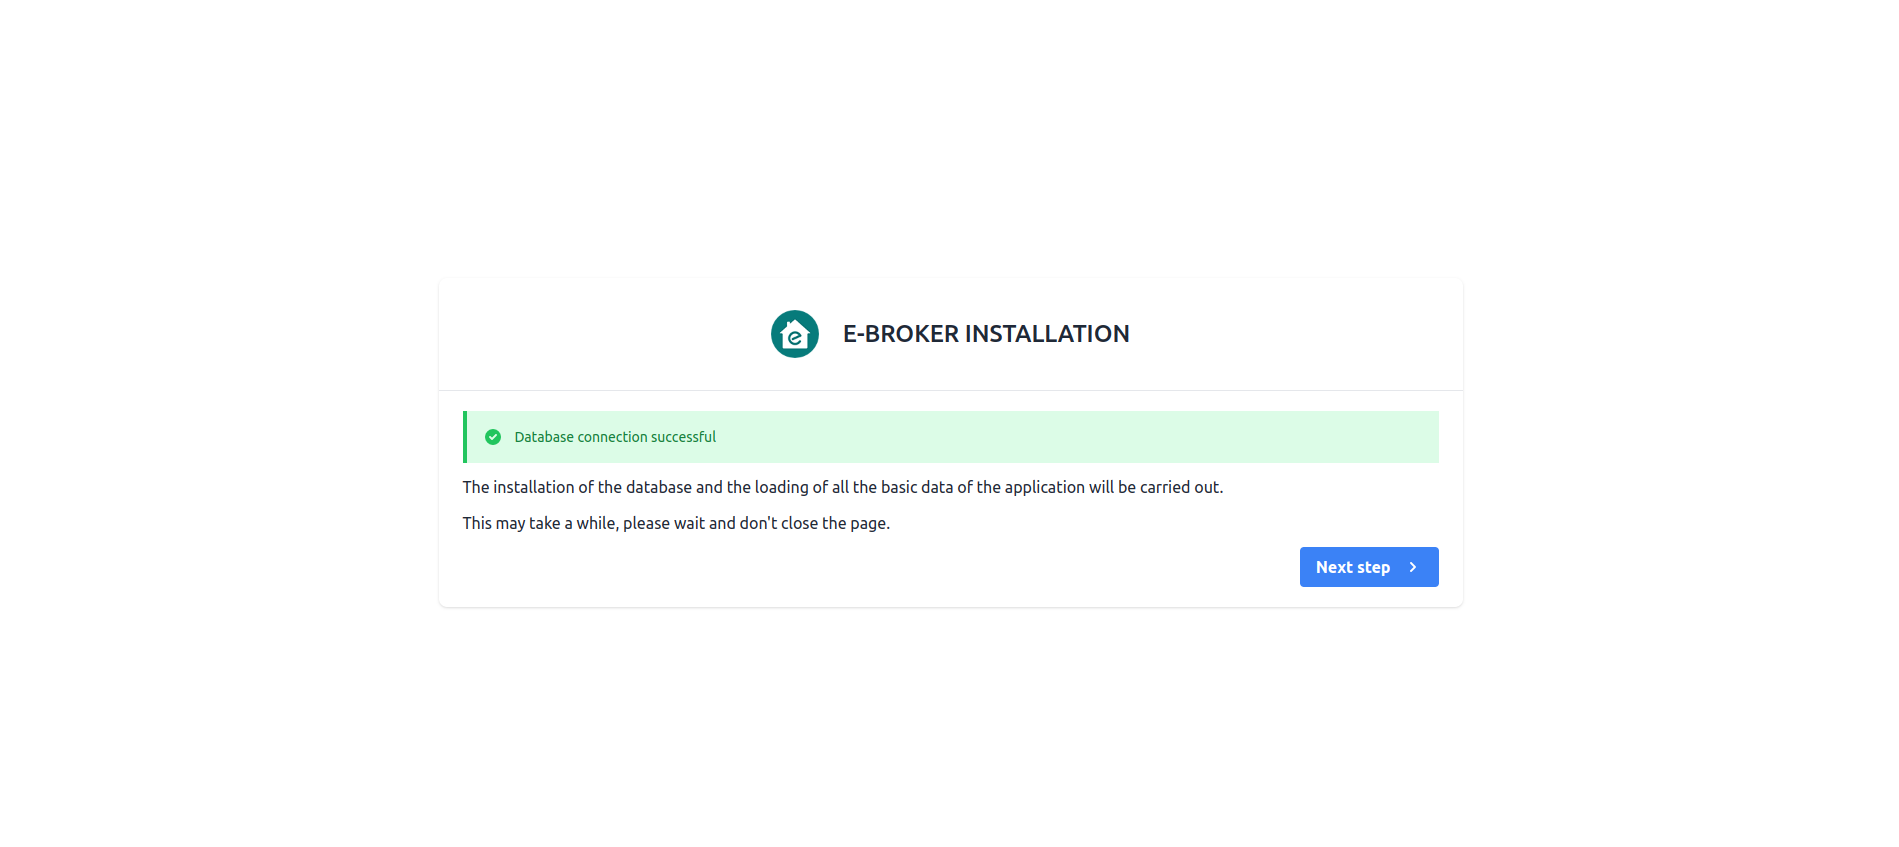 E-BROKER INSTALLATION
Database connection successful
The installation of the database and the loading of all the basic data of the application will be carried out.
This may take a while, please wait and don't close the page.
Next step